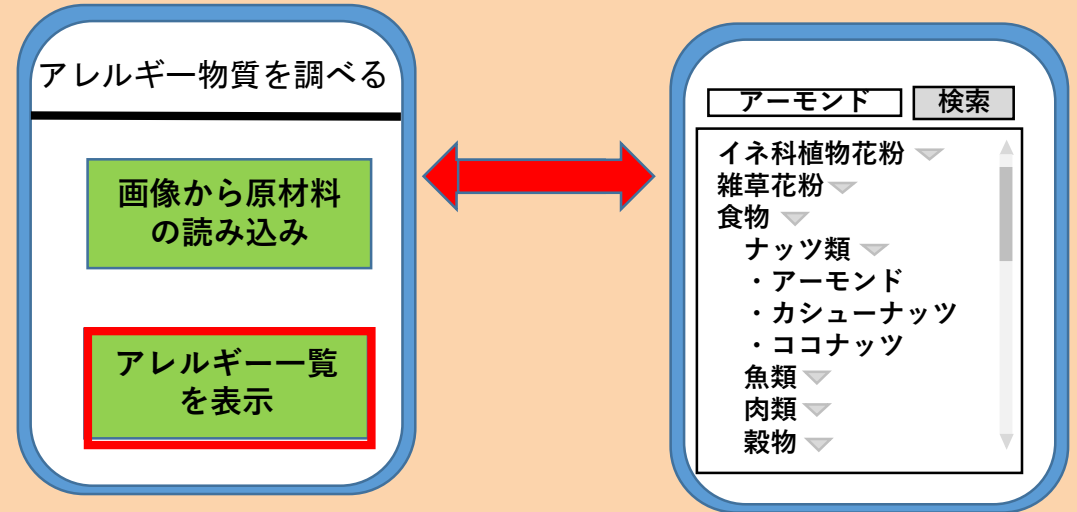 アレルギー物質を調べる
画像から原材料
の読み込み
アレルギー一覧
を表示
アーモンド 検索
イネ科植物花粉
雑草花粉
食物
ナッツ類
・アーモンド
・カシューナッツ
・ココナッツ
魚類
肉類
穀物